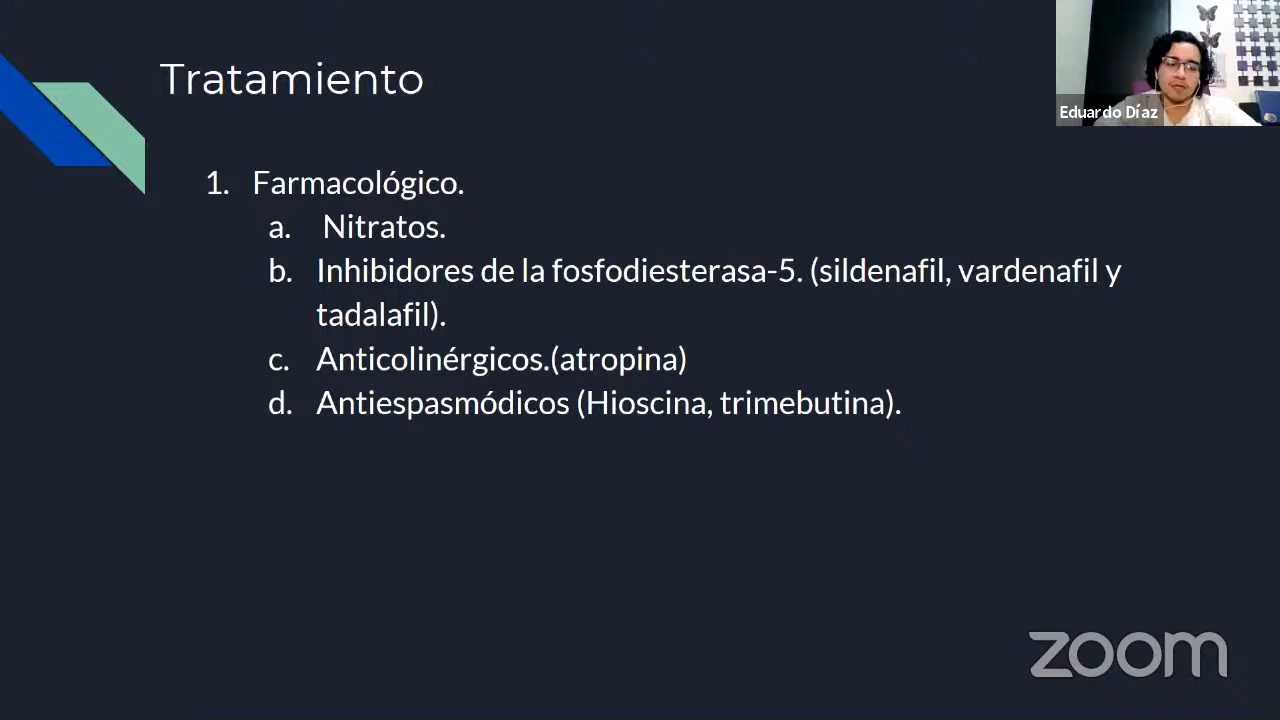 Tratamiento
Eduardo Díaz
1. Farmacológico.
a. Nitratos.
b. Inhibidores de la fosfodiesterasa-5. (sildenafil, vardenafil y
tadalafil).
c. Anticolinérgicos.(atropina)
d. Antiespasmódicos (Hioscina, trimebutina).
zoom